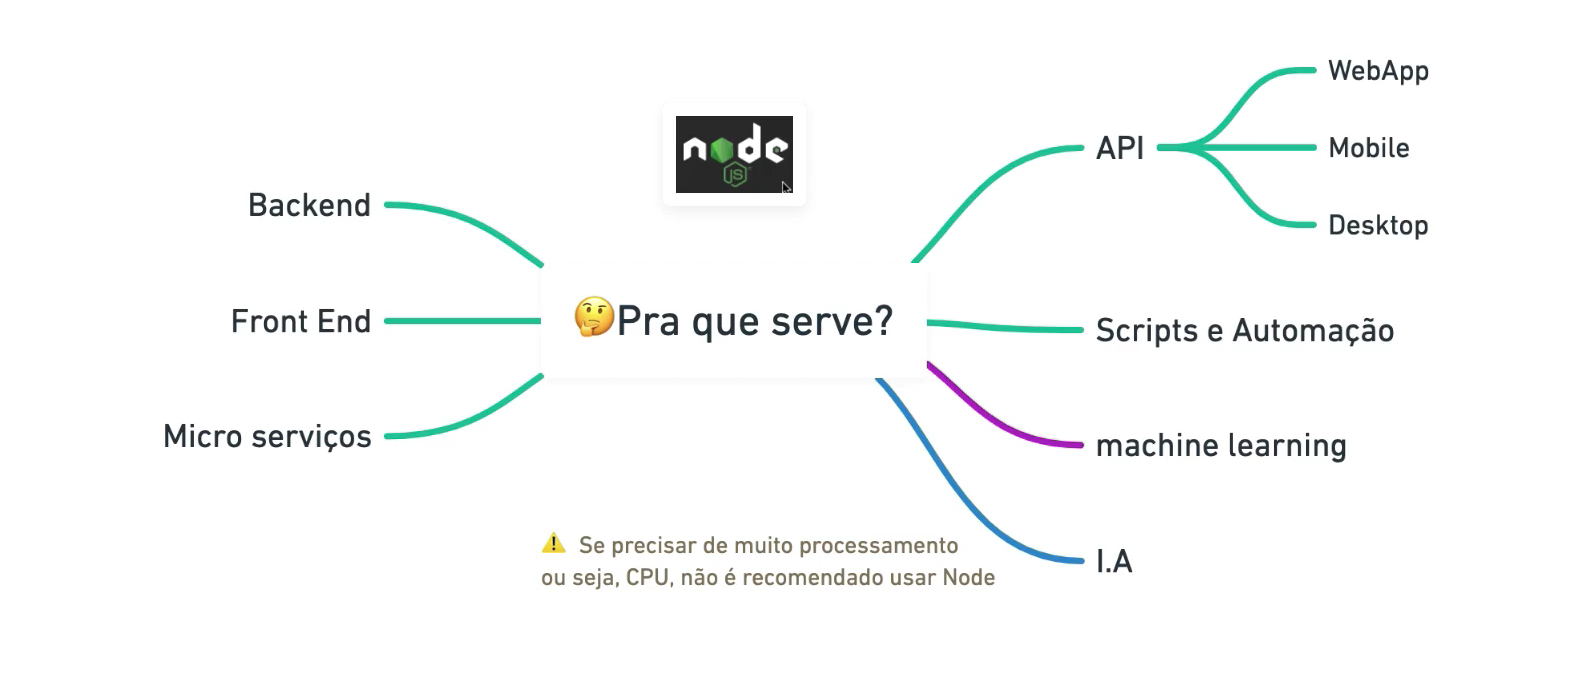 node
JS
🤔Pra que serve?
Backend
Front End
Micro serviços
API
WebApp
Mobile
Desktop
Scripts e Automação
machine learning
I.A
⚠️ Se precisar de muito processamento
ou seja, CPU, não é recomendado usar Node